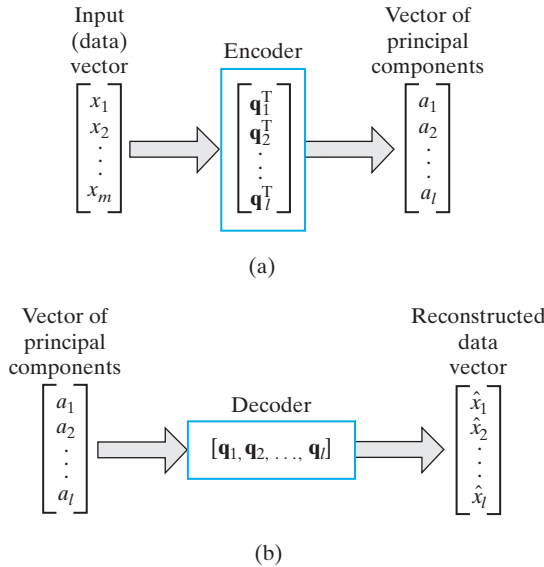 Input
(data)
vector
Encoder
Vector of
principal
components
x₁
x₂
.
.
.
xₘ
q₁ᵀ
q₂ᵀ
.
.
.
qₗᵀ
a₁
a₂
.
.
.
aₗ
(a)
Vector of
principal
components
Decoder
Reconstructed
data
vector
a₁
a₂
.
.
.
aₗ
[q₁, q₂, . . ., qₗ]
x̂₁
x̂₂
.
.
.
x̂ₗ
(b)